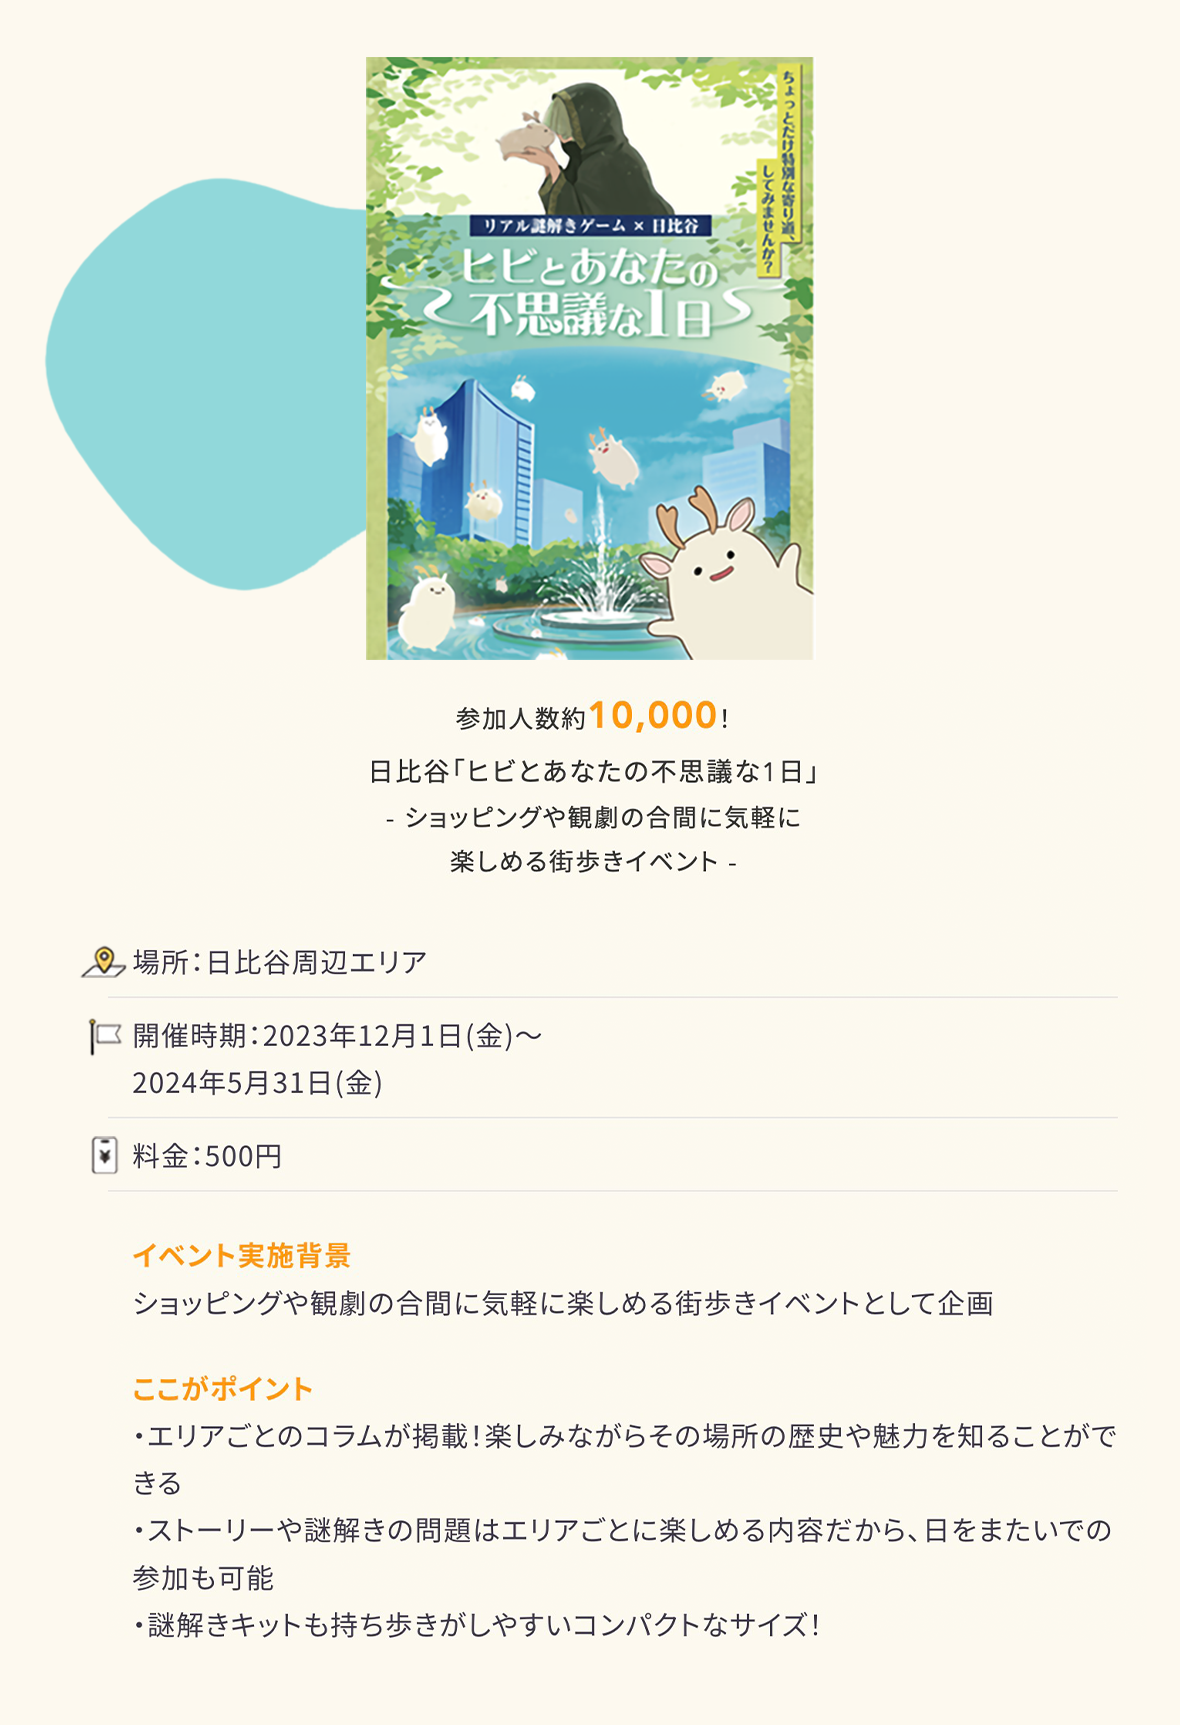 ちょっとだけ特別な寄り道、
してみませんか？
リアル謎解きゲーム × 日比谷
ヒビとあなたの
不思議な1日
参加人数約10,000！
日比谷「ヒビとあなたの不思議な1日」
- ショッピングや観劇の合間に気軽に
楽しめる街歩きイベント -
場所：日比谷周辺エリア
開催時期：2023年12月1日(金)～
2024年5月31日(金)
料金：500円
イベント実施背景
ショッピングや観劇の合間に気軽に楽しめる街歩きイベントとして企画
ここがポイント
・エリアごとのコラムが掲載！楽しみながらその場所の歴史や魅力を知ることがで
きる
・ストーリーや謎解きの問題はエリアごとに楽しめる内容だから、日をまたいでの
参加も可能
・謎解きキットも持ち歩きがしやすいコンパクトなサイズ！